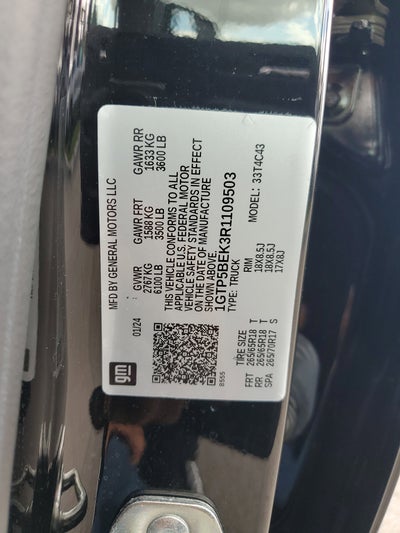 gm
MFD BY GENERAL MOTORS LLC
01/24 GVWR GAWR FRT GAWR RR
2767KG 1588 KG 1633 KG
6100 LB 3500 LB 3600 LB
THIS VEHICLE CONFORMS TO ALL
APPLICABLE U.S. FEDERAL MOTOR
VEHICLE SAFETY STANDARDS IN EFFECT
ON THE DATE OF MANUFACTURE
SHOWN ABOVE.
1GTP5BEK3R1109503
TYPE: TRUCK MODEL: 33T4C43
8555
TIRE SIZE RIM
FRT 265/65R18 T 18X8.5J
RR 265/65R18 T 18X8.5J
SPA 265/70R17 S 17X8J